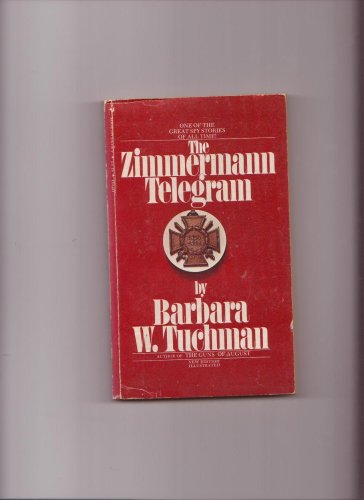 ONE OF THE
GREAT SPY STORIES
OF ALL TIME!
The
Zimmermann
Telegram
by
Barbara
W. Tuchman
AUTHOR OF THE GUNS OF AUGUST
NEW EDITION
ILLUSTRATED